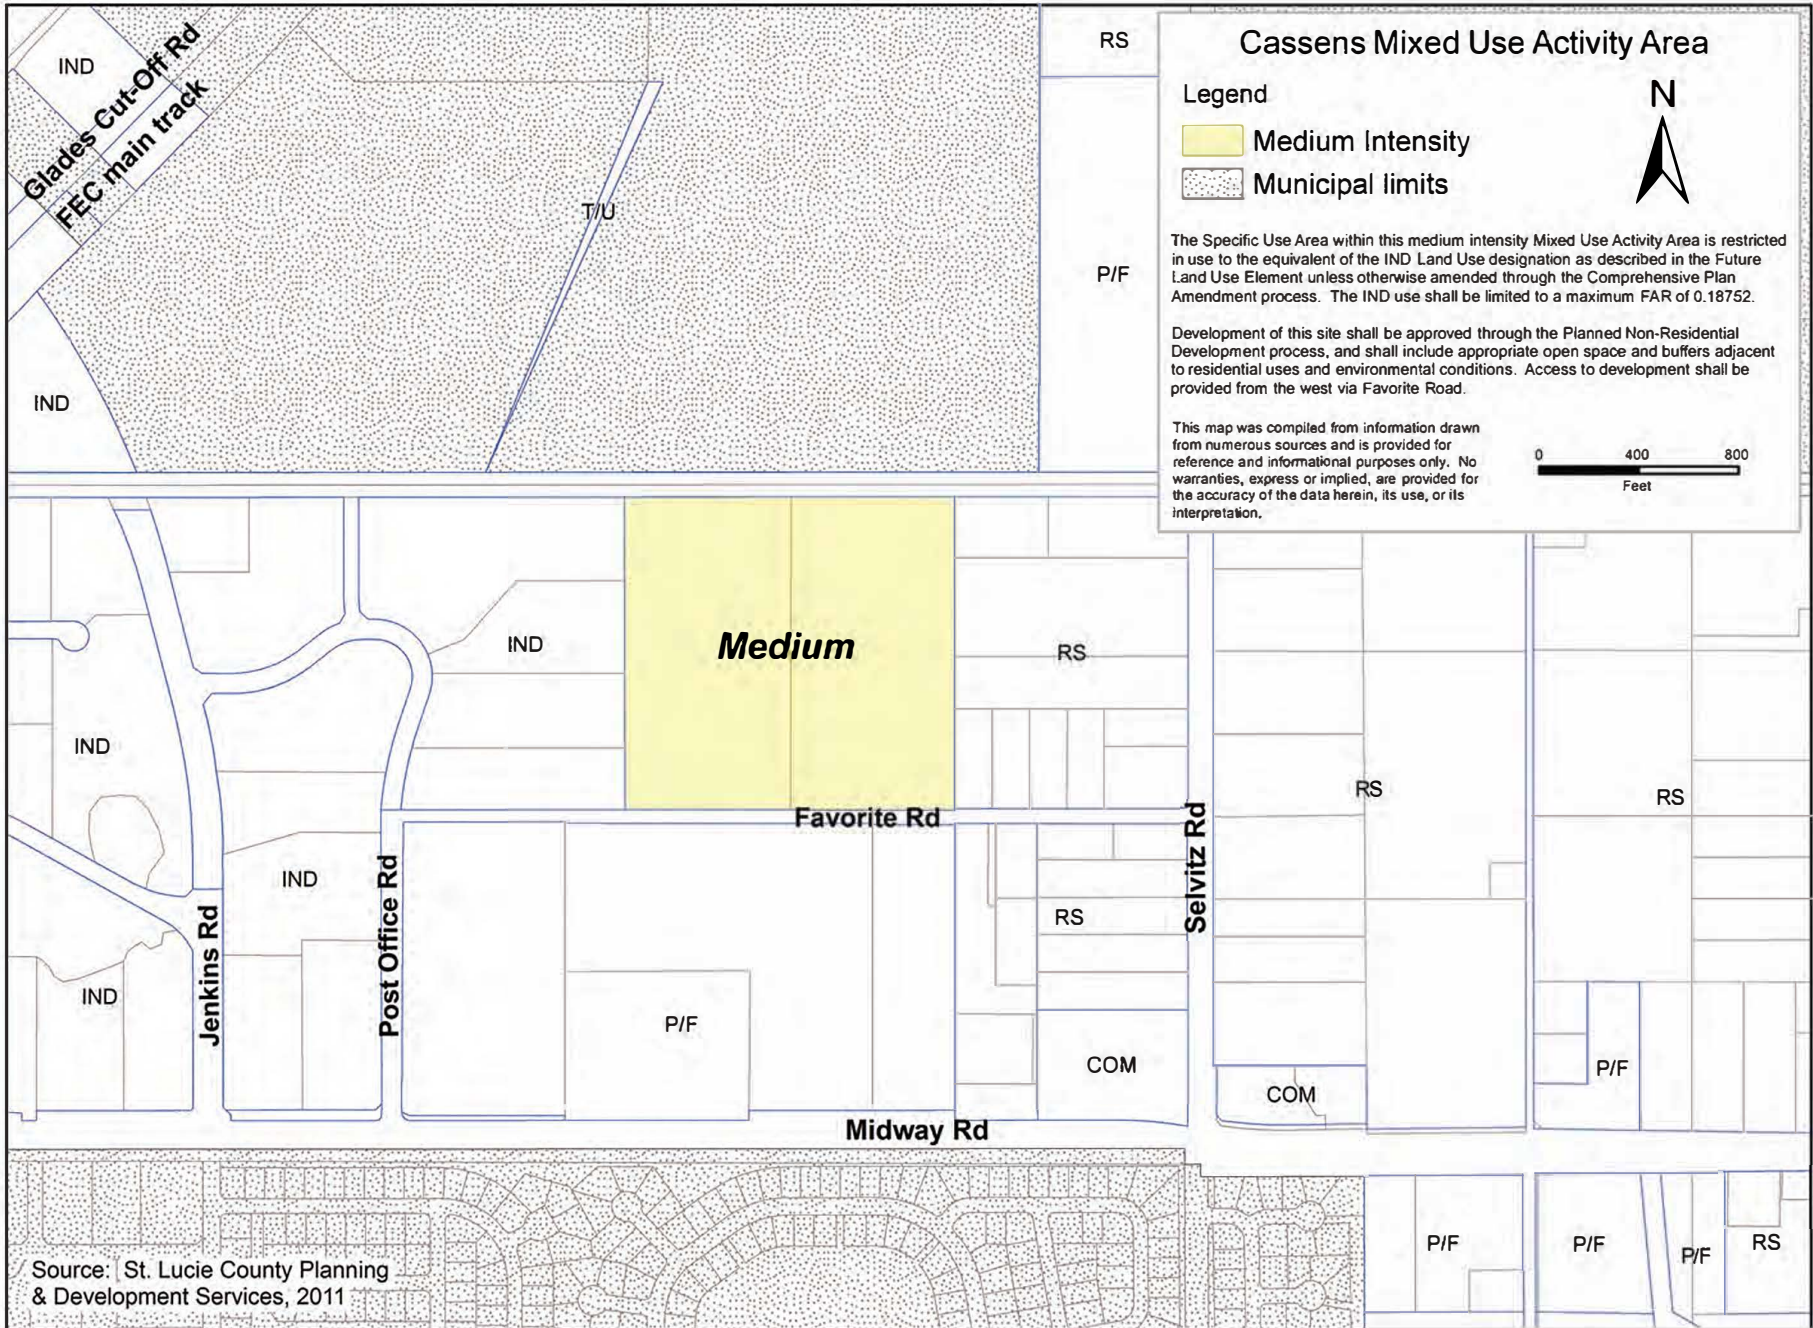 Cassens Mixed Use Activity Area
Legend
N
Medium Intensity
Municipal limits
The Specific Use Area within this medium intensity Mixed Use Activity Area is restricted
in use to the equivalent of the IND Land Use designation as described in the Future
Land Use Element unless otherwise amended through the Comprehensive Plan
Amendment process. The IND use shall be limited to a maximum FAR of 0.18752.
Development of this site shall be approved through the Planned Non-Residential
Development process, and shall include appropriate open space and buffers adjacent
to residential uses and environmental conditions. Access to development shall be
provided from the west via Favorite Road.
This map was compiled from information drawn
from numerous sources and is provided for
reference and informational purposes only. No
warranties, express or implied, are provided for
the accuracy of the data herein, its use, or its
interpretation.
0 400 800
Feet
IND
Glades Cut-Off Rd
FEC main track
T/U
RS
P/F
IND
IND
Medium
RS
IND
RS
RS
Favorite Rd
IND
Post Office Rd
Selvitz Rd
RS
Jenkins Rd
IND
P/F
COM
COM
P/F
Midway Rd
P/F
P/F
P/F
RS
Source: St. Lucie County Planning
& Development Services, 2011